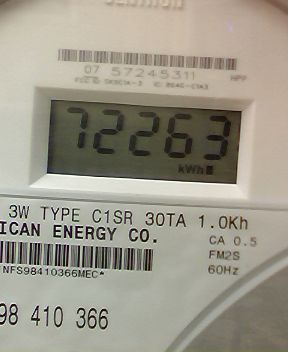 07 57245311 HPP
72263
kWh
3W TYPE C1SR 30TA 1.0Kh
ICAN ENERGY CO.
CA 0.5
FM2S
60Hz
NFS98410366MEC*
98 410 366